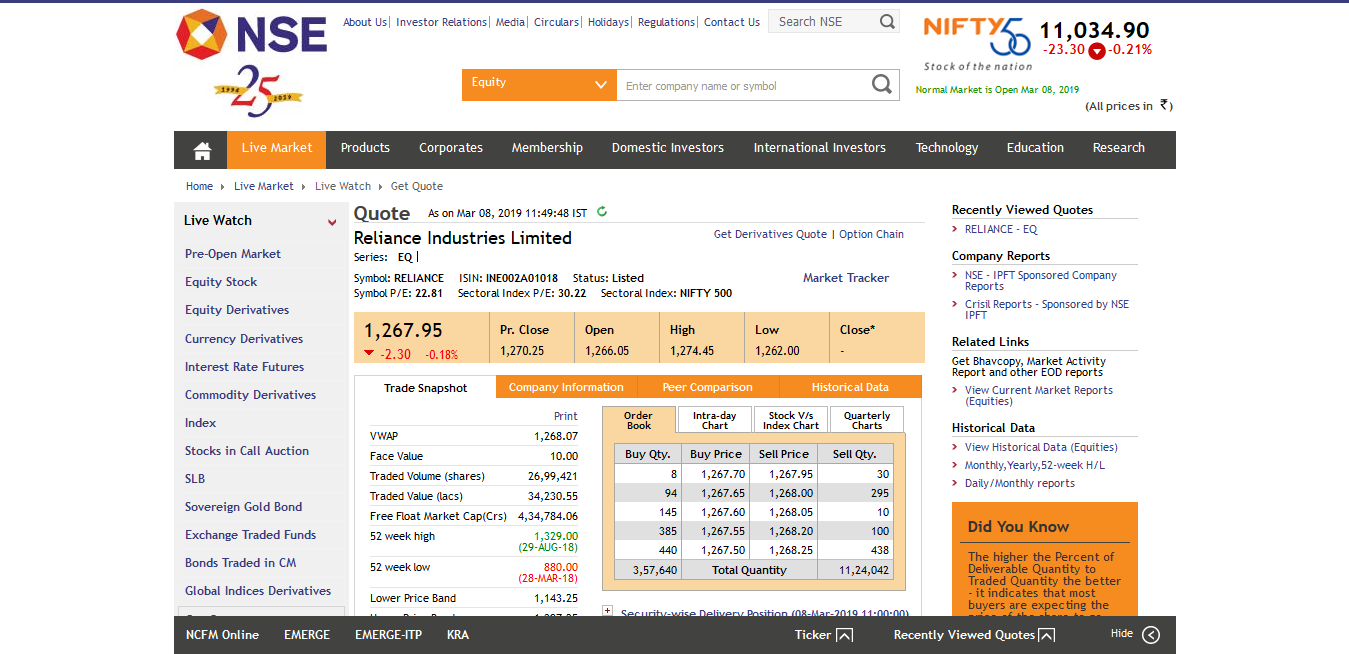 NSE
1994 25 2019
About Us | Investor Relations | Media | Circulars | Holidays | Regulations | Contact Us
Search NSE
Equity
Enter company name or symbol
NIFTY 50
Stock of the nation
11,034.90
-23.30 -0.21%
Normal Market is Open Mar 08, 2019
(All prices in ₹)
Live Market Products Corporates Membership Domestic Investors International Investors Technology Education Research
Home Live Market Live Watch Get Quote
Live Watch
Pre-Open Market
Equity Stock
Equity Derivatives
Currency Derivatives
Interest Rate Futures
Commodity Derivatives
Index
Stocks in Call Auction
SLB
Sovereign Gold Bond
Exchange Traded Funds
Bonds Traded in CM
Global Indices Derivatives
Quote As on Mar 08, 2019 11:49:48 IST
Reliance Industries Limited
Get Derivatives Quote | Option Chain
Series: EQ |
Symbol: RELIANCE ISIN: INE002A01018 Status: Listed
Market Tracker
Symbol P/E: 22.81 Sectoral Index P/E: 30.22 Sectoral Index: NIFTY 500
1,267.95 Pr. Close Open High Low Close*
-2.30 -0.18% 1,270.25 1,266.05 1,274.45 1,262.00 -
Trade Snapshot Company Information Peer Comparison Historical Data
Print
VWAP 1,268.07
Face Value 10.00
Traded Volume (shares) 26,99,421
Traded Value (lacs) 34,230.55
Free Float Market Cap(Crs) 4,34,784.06
52 week high 1,329.00
(29-AUG-18)
52 week low 880.00
(28-MAR-18)
Lower Price Band 1,143.25
Order Book
Intra-day Chart
Stock V/s Index Chart
Quarterly Charts
Buy Qty. Buy Price Sell Price Sell Qty.
8 1,267.70 1,267.95 30
94 1,267.65 1,268.00 295
145 1,267.60 1,268.05 10
385 1,267.55 1,268.20 100
440 1,267.50 1,268.25 438
3,57,640 Total Quantity 11,24,042
Security-wise Delivery Position (08-Mar-2019 11:00:00)
Recently Viewed Quotes
RELIANCE - EQ
Company Reports
NSE - IPFT Sponsored Company
Reports
Crisil Reports - Sponsored by NSE
IPFT
Related Links
Get Bhavcopy, Market Activity
Report and other EOD reports
View Current Market Reports
(Equities)
Historical Data
View Historical Data (Equities)
Monthly,Yearly,52-week H/L
Daily/Monthly reports
Did You Know
The higher the Percent of
Deliverable Quantity to
Traded Quantity the better
- it indicates that most
buyers are expecting the
NCFM Online EMERGE EMERGE-ITP KRA Ticker Recently Viewed Quotes Hide